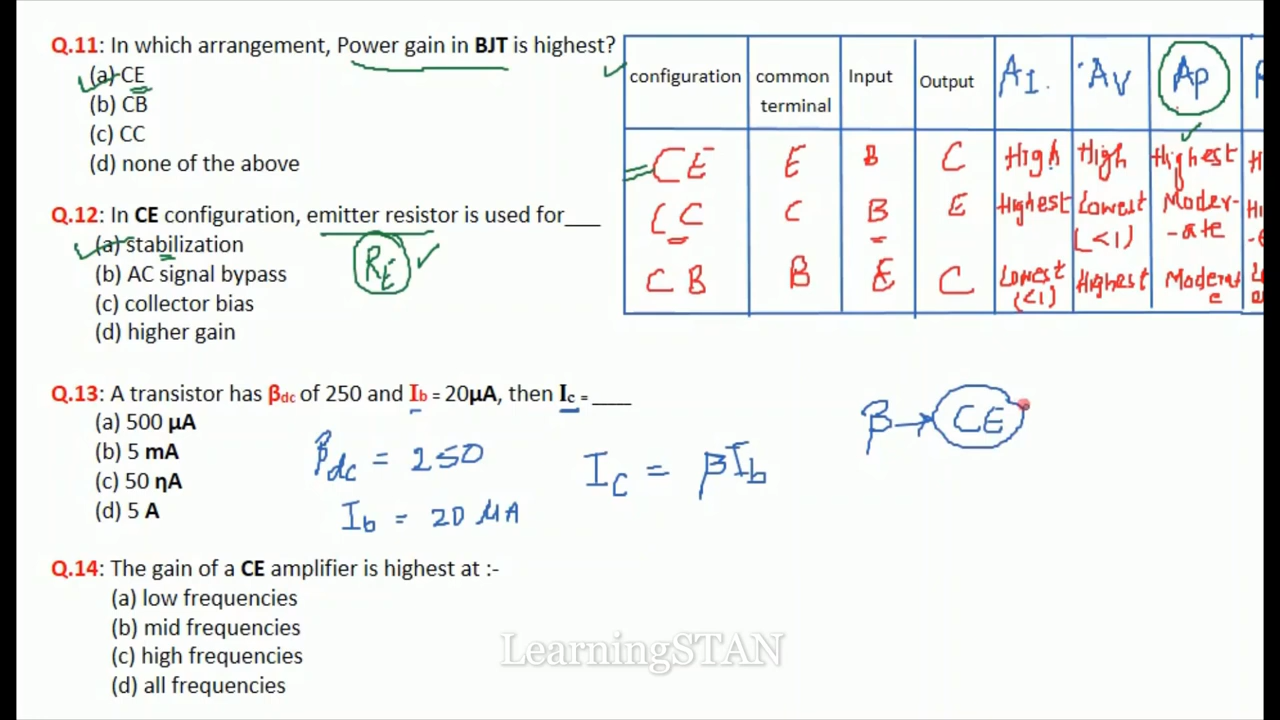 Q.11: In which arrangement, Power gain in BJT is highest?
(a) CE
(b) CB
(c) CC
(d) none of the above
Q.12: In CE configuration, emitter resistor is used for___
(a) stabilization
(b) AC signal bypass
(c) collector bias
(d) higher gain
RE
configuration common terminal Input Output AI AV AP
CE E B C High High Highest
CC C B E Highest Lowest (<1) Moder-ate
CB B E C Lowest (<1) Highest Moderate
Q.13: A transistor has βdc of 250 and Ib = 20μA, then Ic = ____
(a) 500 μA
(b) 5 mA
(c) 50 ηA
(d) 5 A
βdc = 250
Ib = 20 μA
IC = βIb
β → CE
Q.14: The gain of a CE amplifier is highest at :-
(a) low frequencies
(b) mid frequencies
(c) high frequencies
(d) all frequencies
LearningSTAN